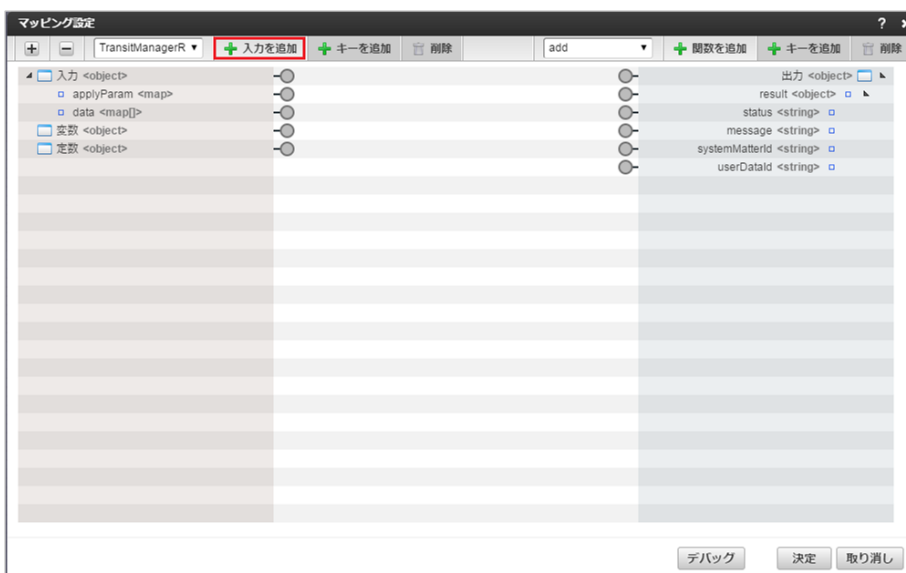 マッピング設定 ?
TransitManagerR 入力を追加 キーを追加 削除 add 関数を追加 キーを追加 削除
入力 <object> 出力 <object>
applyParam <map> result <object>
data <map[]> status <string>
変数 <object> message <string>
定数 <object> systemMatterId <string>
userDataId <string>
デバッグ 決定 取り消し